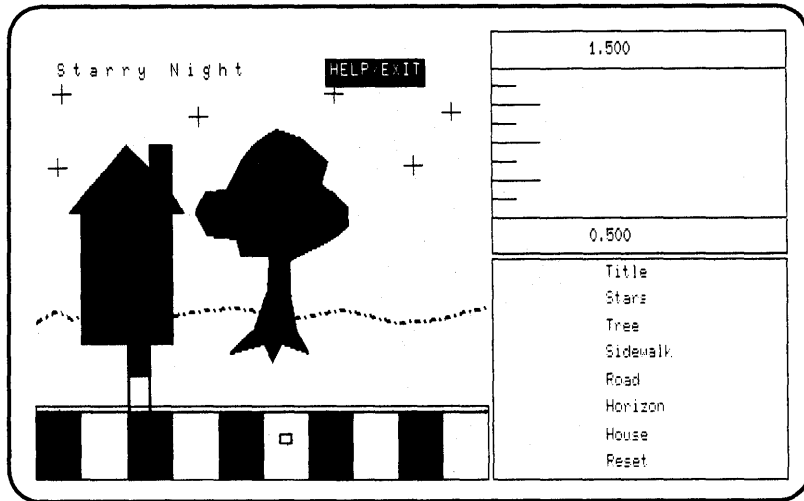 Starry Night
HELP/EXIT
1.500
0.500
Title
Stars
Tree
Sidewalk
Road
Horizon
House
Reset